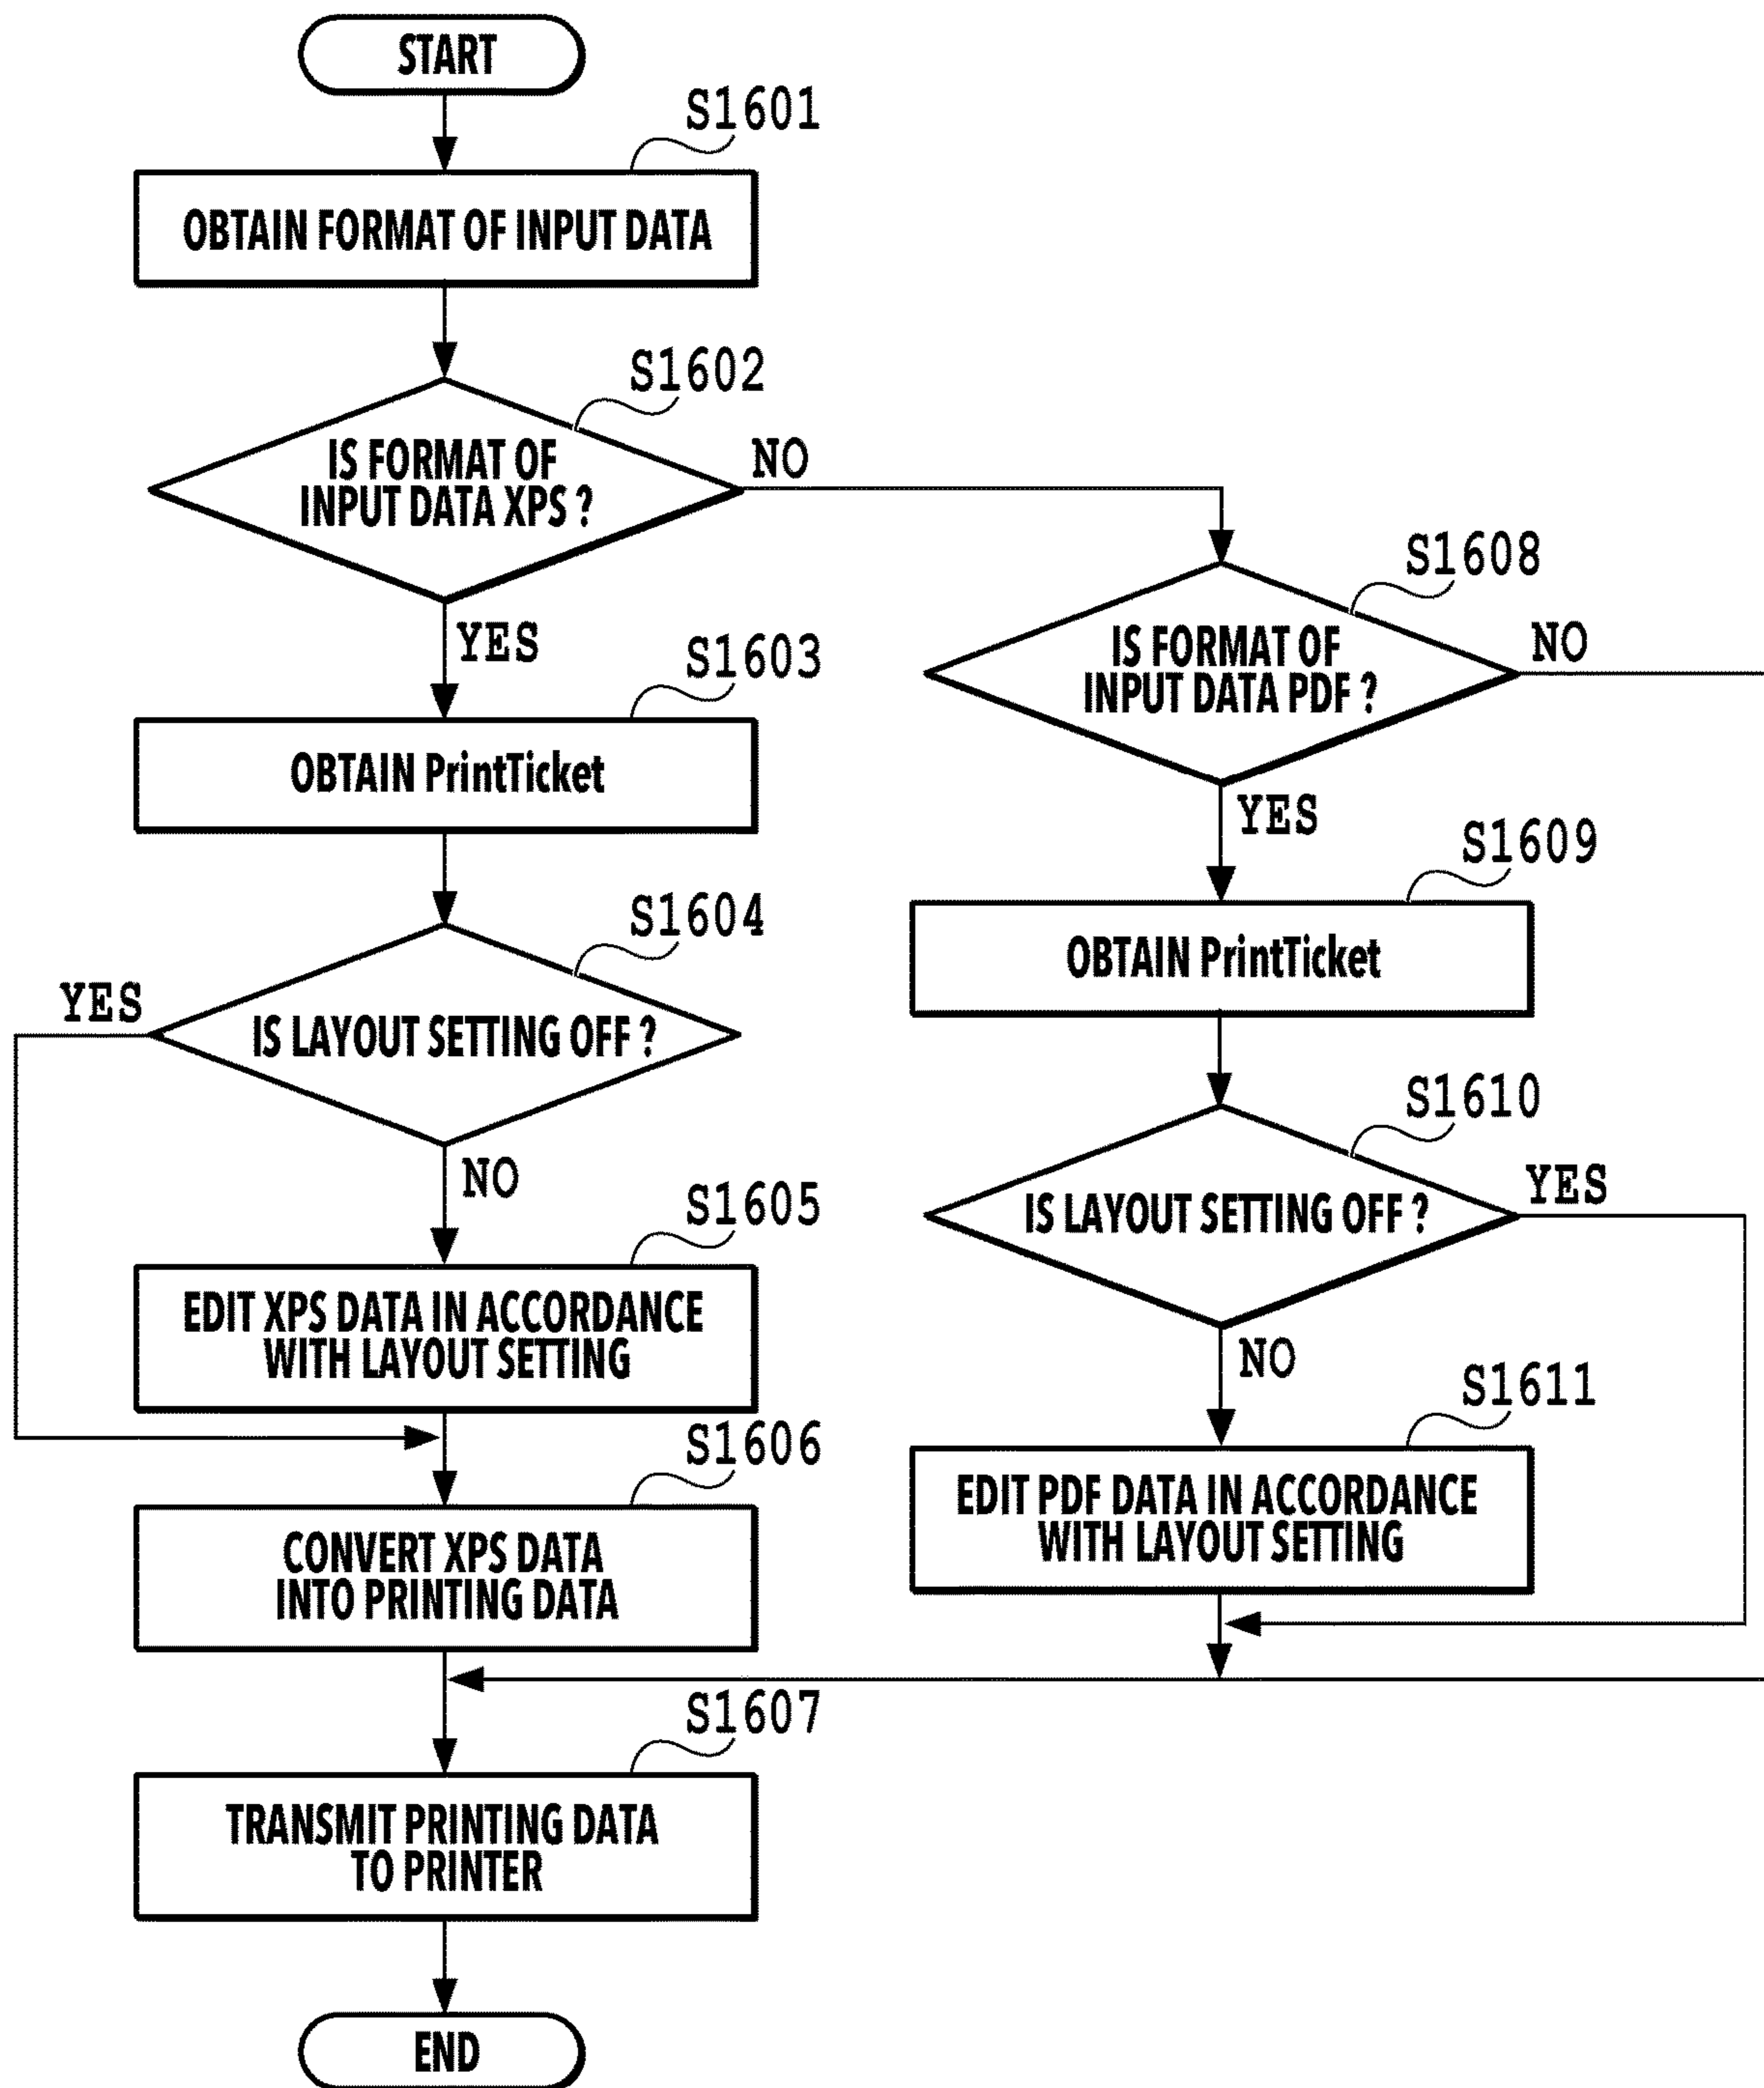 START
S1601
OBTAIN FORMAT OF INPUT DATA
S1602
IS FORMAT OF
INPUT DATA XPS ?
NO
YES
S1603
OBTAIN PrintTicket
S1604
YES
IS LAYOUT SETTING OFF ?
NO
S1605
EDIT XPS DATA IN ACCORDANCE
WITH LAYOUT SETTING
S1606
CONVERT XPS DATA
INTO PRINTING DATA
S1607
TRANSMIT PRINTING DATA
TO PRINTER
END
S1608
IS FORMAT OF
INPUT DATA PDF ?
NO
YES
S1609
OBTAIN PrintTicket
S1610
IS LAYOUT SETTING OFF ?
YES
NO
S1611
EDIT PDF DATA IN ACCORDANCE
WITH LAYOUT SETTING